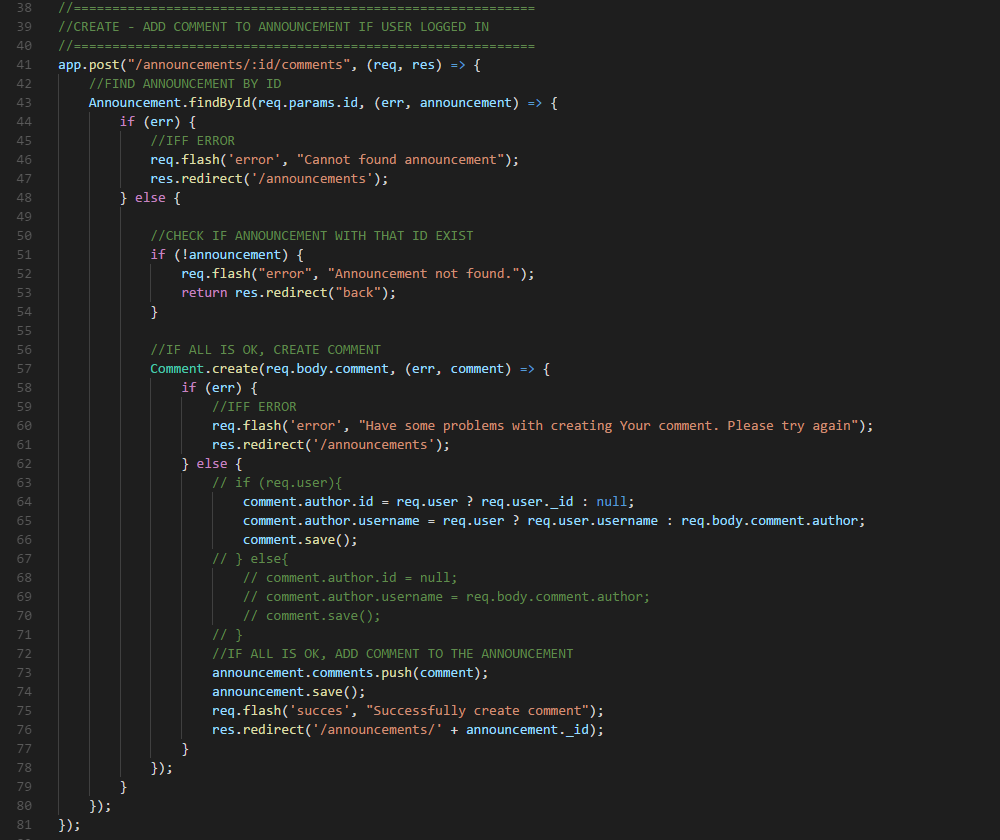 38 //============================================================
39 //CREATE - ADD COMMENT TO ANNOUNCEMENT IF USER LOGGED IN
40 //============================================================
41 app.post("/announcements/:id/comments", (req, res) => {
42     //FIND ANNOUNCEMENT BY ID
43     Announcement.findById(req.params.id, (err, announcement) => {
44         if (err) {
45             //IFF ERROR
46             req.flash('error', "Cannot found announcement");
47             res.redirect('/announcements');
48         } else {
49
50             //CHECK IF ANNOUNCEMENT WITH THAT ID EXIST
51             if (!announcement) {
52                 req.flash("error", "Announcement not found.");
53                 return res.redirect("back");
54             }
55
56             //IF ALL IS OK, CREATE COMMENT
57             Comment.create(req.body.comment, (err, comment) => {
58                 if (err) {
59                     //IFF ERROR
60                     req.flash('error', "Have some problems with creating Your comment. Please try again");
61                     res.redirect('/announcements');
62                 } else {
63                     // if (req.user){
64                         comment.author.id = req.user ? req.user._id : null;
65                         comment.author.username = req.user ? req.user.username : req.body.comment.author;
66                         comment.save();
67                     // } else{
68                         // comment.author.id = null;
69                         // comment.author.username = req.body.comment.author;
70                         // comment.save();
71                     // }
72                     //IF ALL IS OK, ADD COMMENT TO THE ANNOUNCEMENT
73                     announcement.comments.push(comment);
74                     announcement.save();
75                     req.flash('succes', "Successfully create comment");
76                     res.redirect('/announcements/' + announcement._id);
77                 }
78             });
79         }
80     });
81 });